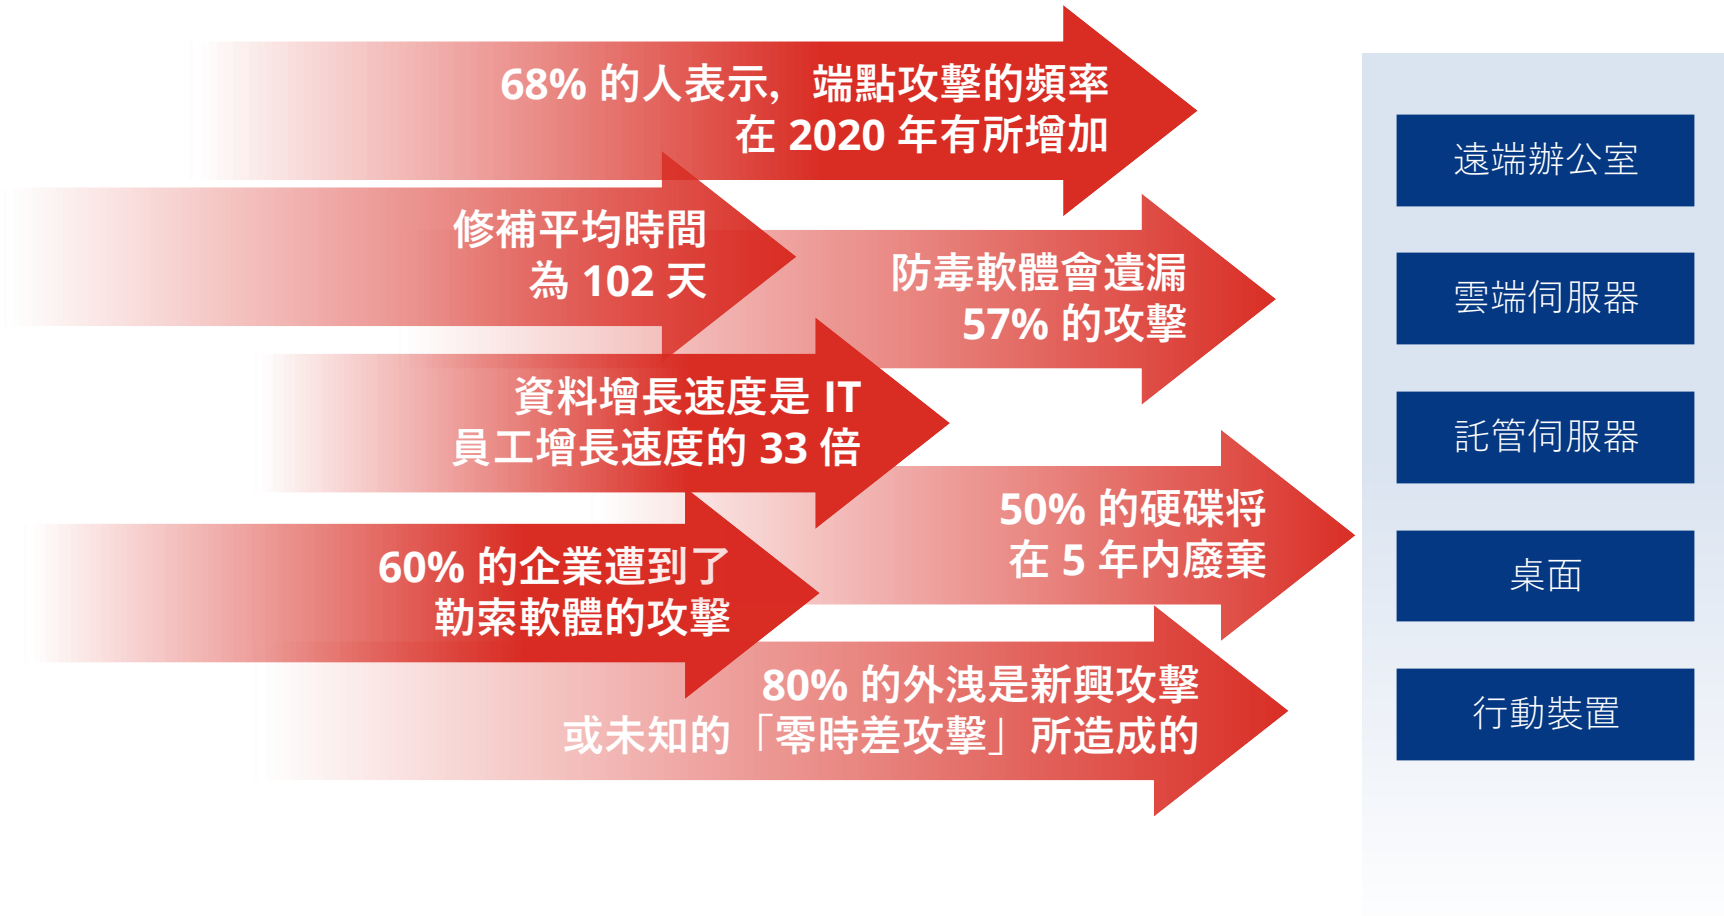 68% 的人表示，端點攻擊的頻率
在 2020 年有所增加
修補平均時間
為 102 天
防毒軟體會遺漏
57% 的攻擊
資料增長速度是 IT
員工增長速度的 33 倍
50% 的硬碟将
在 5 年内廢棄
60% 的企業遭到了
勒索軟體的攻擊
80% 的外洩是新興攻擊
或未知的「零時差攻擊」所造成的
遠端辦公室
雲端伺服器
託管伺服器
桌面
行動裝置